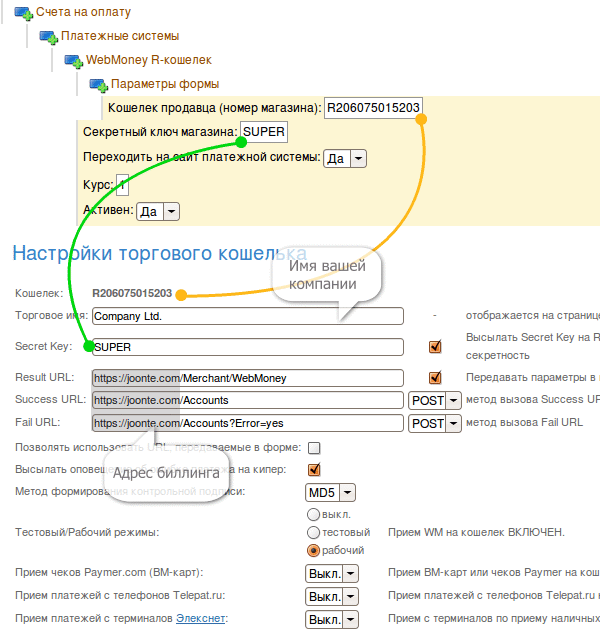 Счета на оплату
Платежные системы
WebMoney R-кошелек
Параметры формы
Кошелек продавца (номер магазина): R206075015203
Секретный ключ магазина: SUPER
Переходить на сайт платежной системы: Да
Курс: 1
Активен: Да
Настройки торгового кошелька
Имя вашей
компании
Кошелек: R206075015203
Торговое имя: Company Ltd. - отображается на странице
Secret Key: SUPER Высылать Secret Key на R
секретность
Result URL: https://joonte.com/Merchant/WebMoney Передавать параметры в
Success URL: https://joonte.com/Accounts POST метод вызова Success U
Fail URL: https://joonte.com/Accounts?Error=yes POST метод вызова Fail URL
Позволять использовать URL, передаваемые в форме:
Высылать оповещ на кипер:
Адрес биллинга
Метод формирования контрольной подписи: MD5
выкл.
Тестовый/Рабочий режимы: тестовый Прием WM на кошелек ВКЛЮЧЕН.
рабочий
Прием чеков Paymer.com (ВМ-карт): Выкл. Прием ВМ-карт или чеков Paymer на кош
Прием платежей с телефонов Telepat.ru: Выкл. Прием платежей с телефонов Telepat.ru
Прием платежей с терминалов Элекснет: Выкл. Прием с терминалов по приему наличных